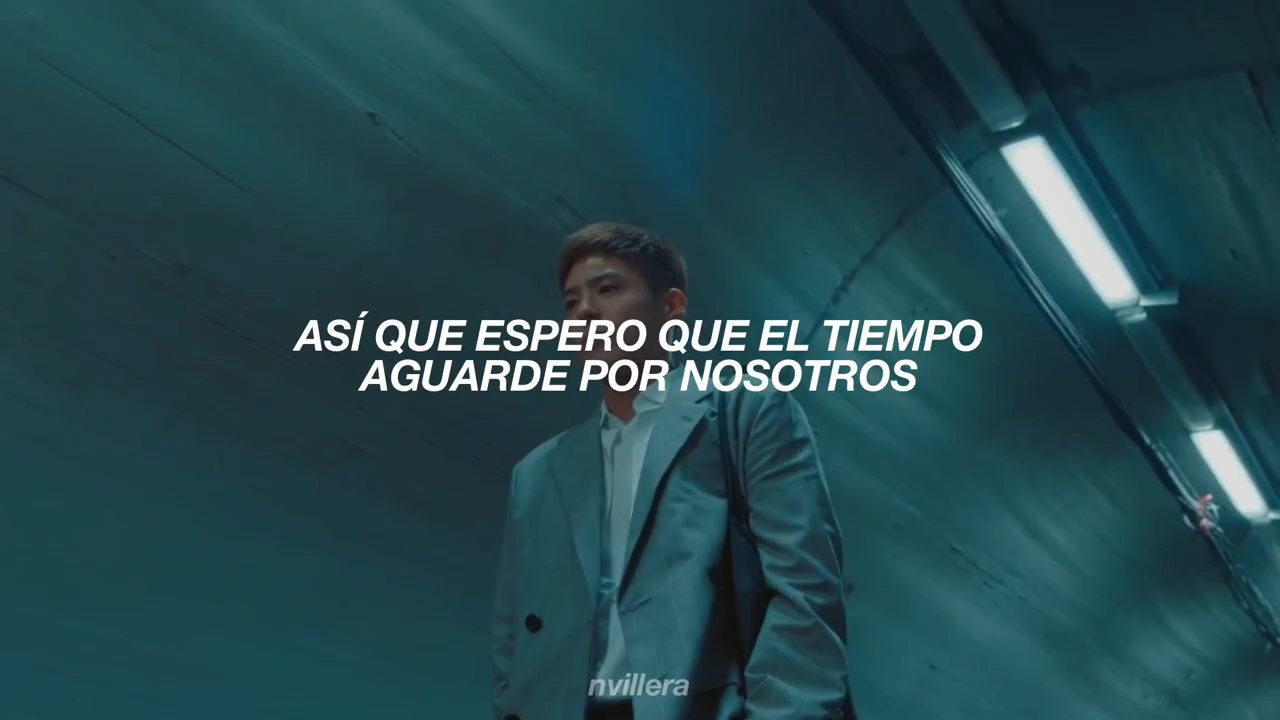 ASÍ QUE ESPERO QUE EL TIEMPO
AGUARDE POR NOSOTROS
nvillera